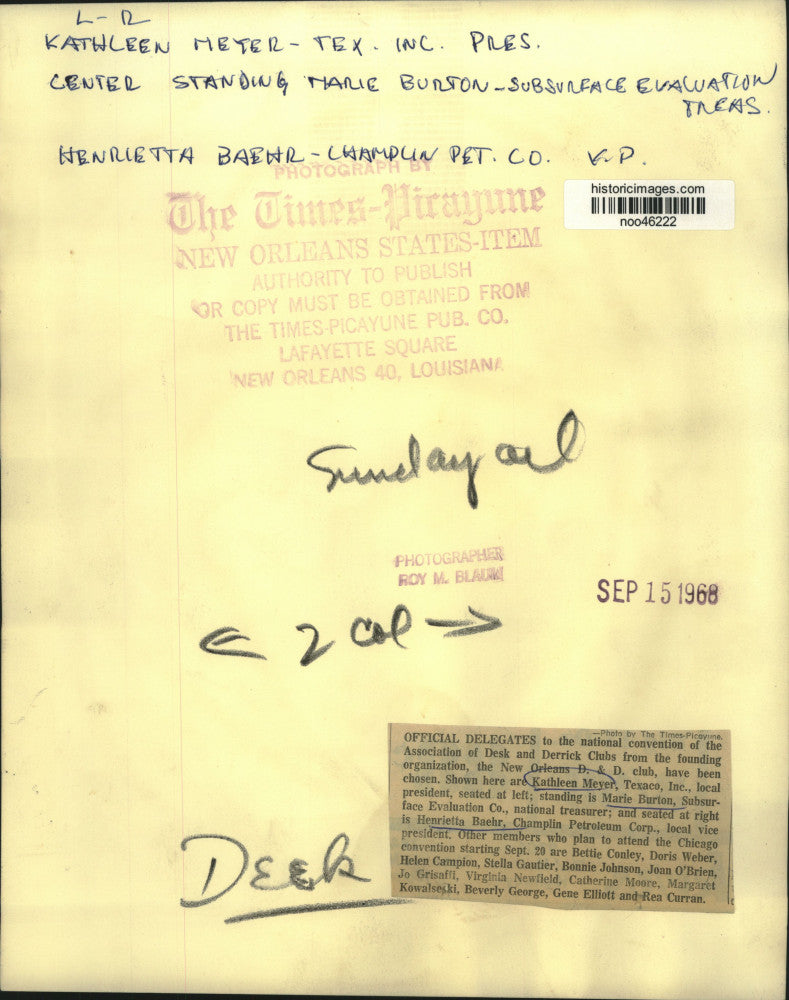 L-R
KATHLEEN MEYER - TEX. INC. PRES.
CENTER STANDING MARIE BURTON - SUBSURFACE EVALUATION
TREAS.
HENRIETTA BAEHR - CHAMPLIN PET. CO. V.P.
PHOTOGRAPH BY
The Times-Picayune
NEW ORLEANS STATES-ITEM
AUTHORITY TO PUBLISH
OR COPY MUST BE OBTAINED FROM
THE TIMES-PICAYUNE PUB. CO.
LAFAYETTE SQUARE
NEW ORLEANS 40, LOUISIANA
historicimages.com
noo46222
Sunday oil
PHOTOGRAPHER
ROY M.
SEP 15 1968
2 Col
—Photo by The Times-Picayune.
OFFICIAL DELEGATES to the national convention of the
Association of Desk and Derrick Clubs from the founding
organization, the New Orleans D. & D. club, have been
chosen. Shown here are Kathleen Meyer, Texaco, Inc., local
president, seated at left; standing is Marie Burton, Subsur-
face Evaluation Co., national treasurer; and seated at right
is Henrietta Baehr, Champlin Petroleum Corp., local vice
president. Other members who plan to attend the Chicago
convention starting Sept. 20 are Bettie Conley, Doris Weber,
Helen Campion, Stella Gautier, Bonnie Johnson, Joan O'Brien,
Jo Grisaffi, Virginia Newfield, Catherine Moore, Margaret
Kowalseski, Beverly George, Gene Elliott and Rea Curran.